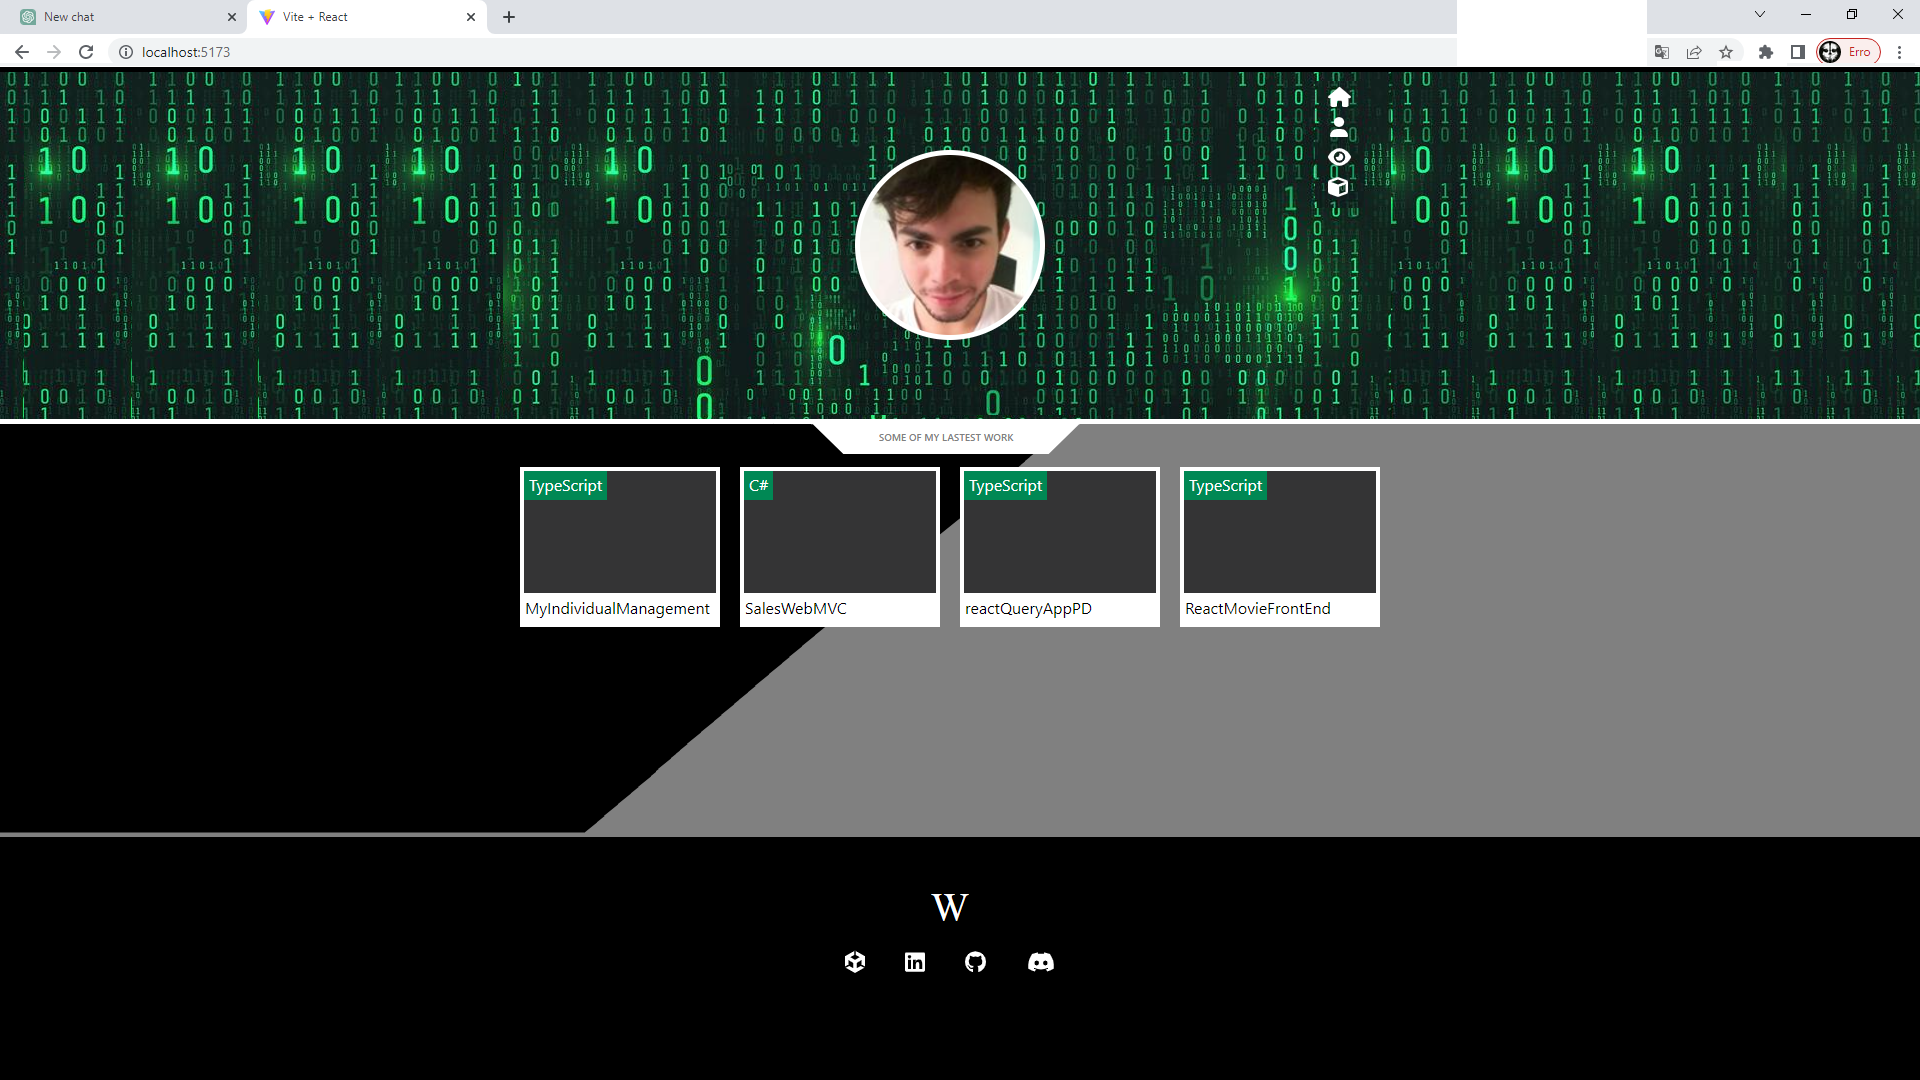 New chat
Vite + React
localhost:5173
Erro
SOME OF MY LASTEST WORK
TypeScript
C#
TypeScript
TypeScript
MyIndividualManagement
SalesWebMVC
reactQueryAppPD
ReactMovieFrontEnd
W